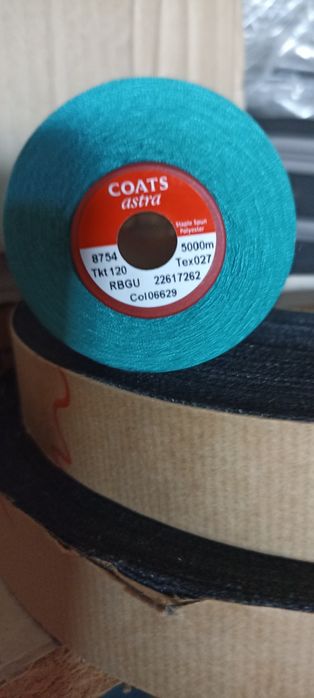 COATS
astra
Staple Spun
Polyester
8754 5000m
Tkt 120 Tex027
RBGU 22617262
Col06629